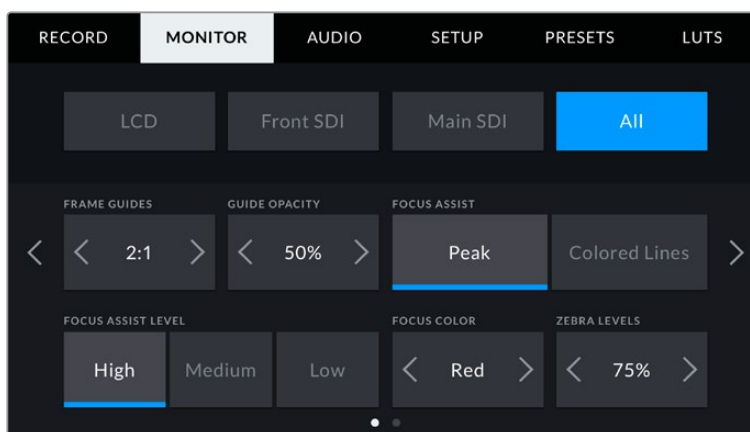 RECORD MONITOR AUDIO SETUP PRESETS LUTS
LCD Front SDI Main SDI All
FRAME GUIDES GUIDE OPACITY FOCUS ASSIST
2:1 50% Peak Colored Lines
FOCUS ASSIST LEVEL FOCUS COLOR ZEBRA LEVELS
High Medium Low Red 75%